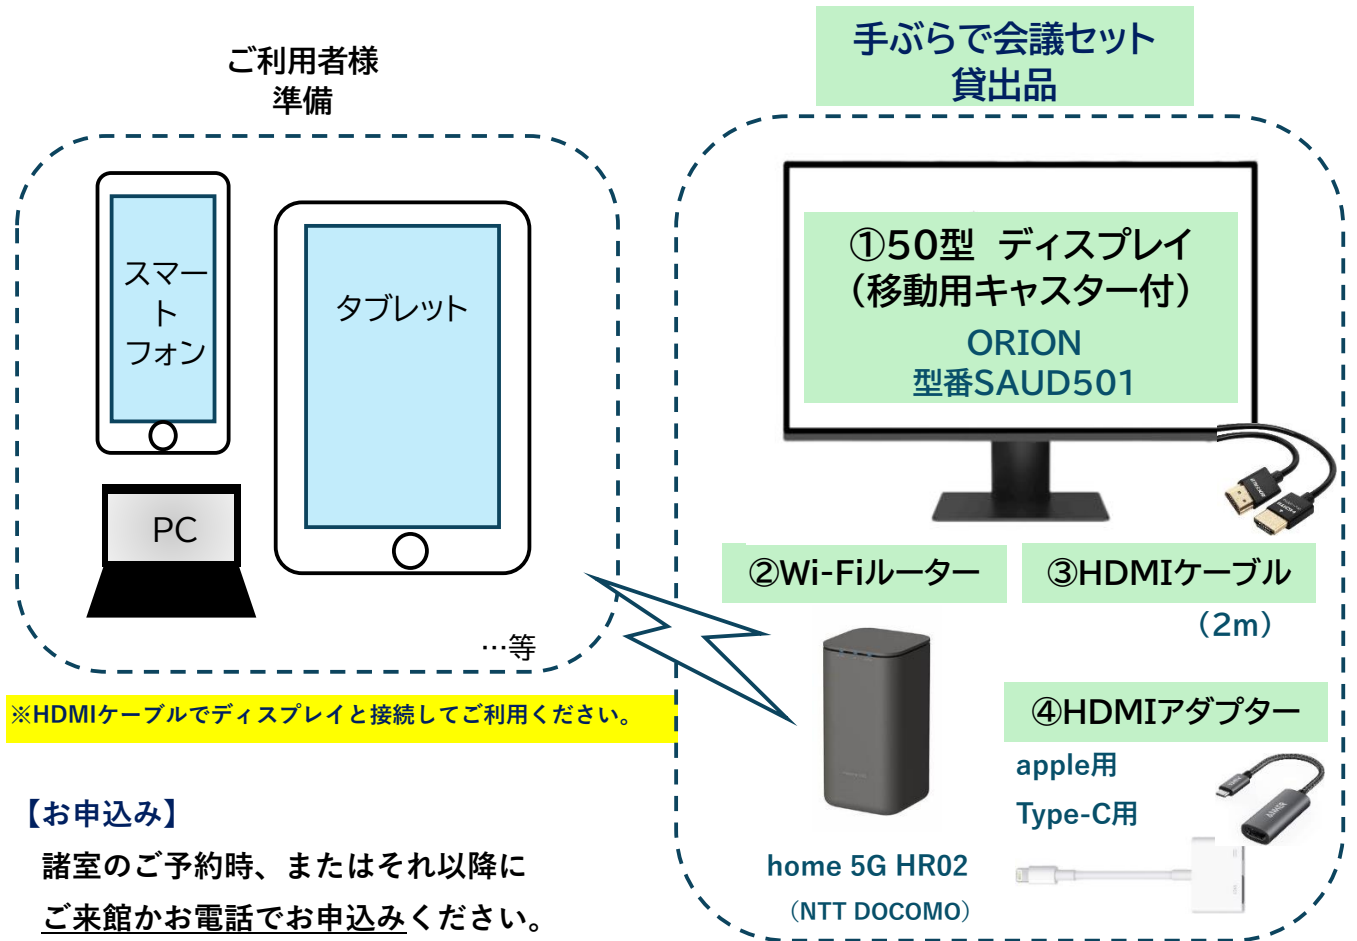 ご利用者様
準備
スマー
ト
フォン
タブレット
PC
…等
※HDMIケーブルでディスプレイと接続してご利用ください。
【お申込み】
諸室のご予約時、またはそれ以降に
ご来館かお電話でお申込みください。
手ぶらで会議セット
貸出品
①50型 ディスプレイ
（移動用キャスター付）
ORION
型番SAUD501
②Wi-Fiルーター
home 5G HR02
（NTT DOCOMO）
③HDMIケーブル
（2m）
HDMI
④HDMIアダプター
apple用
Type-C用
ANKER